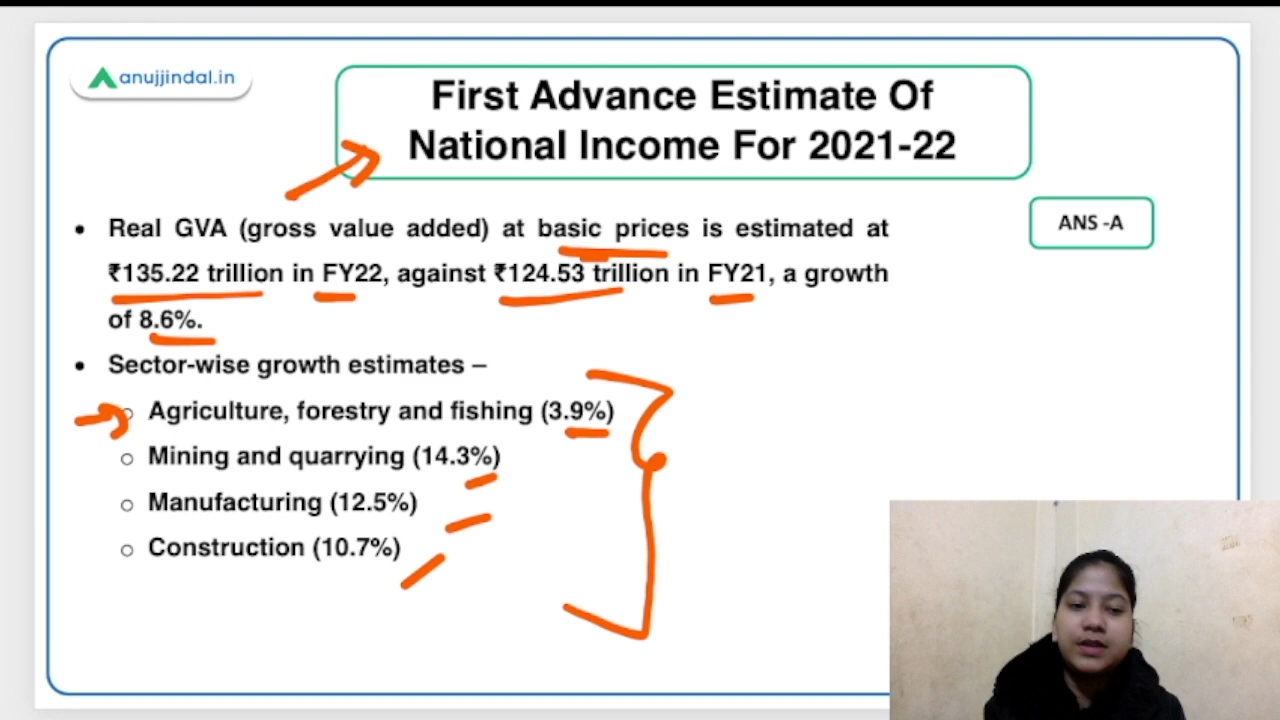 anujjindal.in
First Advance Estimate Of
National Income For 2021-22
• Real GVA (gross value added) at basic prices is estimated at
₹135.22 trillion in FY22, against ₹124.53 trillion in FY21, a growth
of 8.6%.
ANS -A
• Sector-wise growth estimates –
o Agriculture, forestry and fishing (3.9%)
o Mining and quarrying (14.3%)
o Manufacturing (12.5%)
o Construction (10.7%)